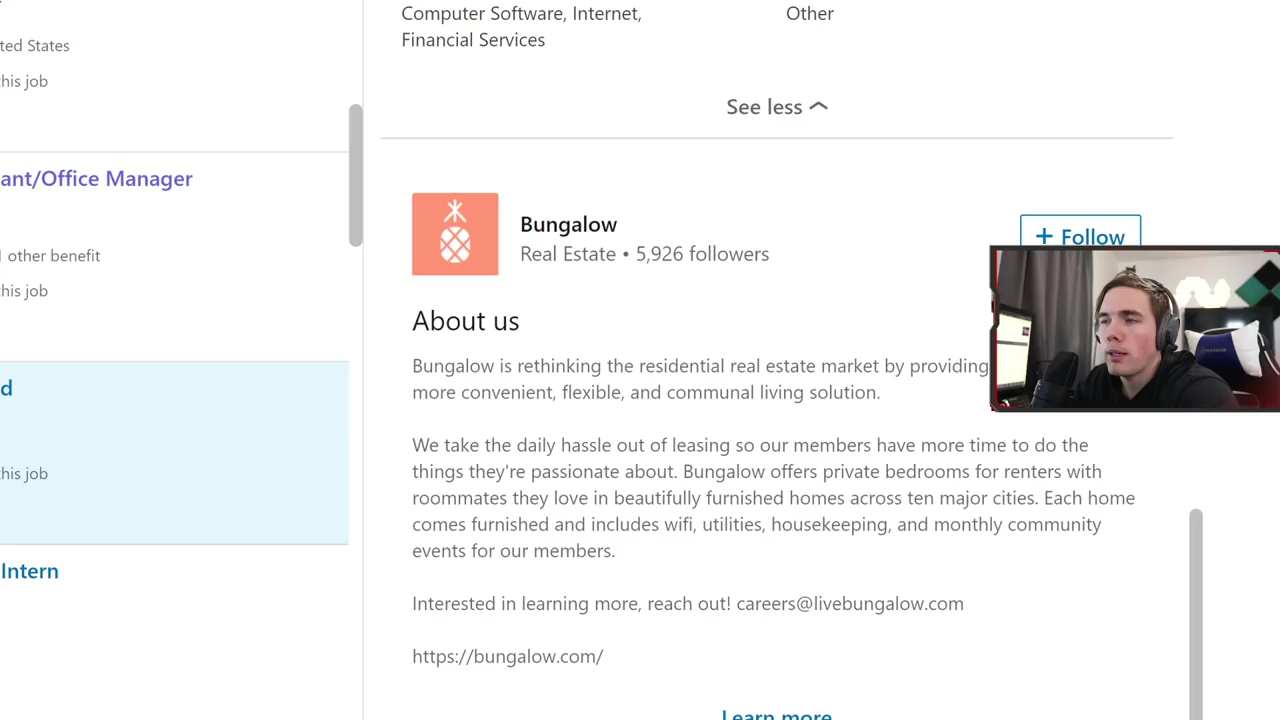 Computer Software, Internet,
Financial Services
Other
ted States
his job
See less
ant/Office Manager
other benefit
his job
d
his job
Intern
Bungalow
Real Estate • 5,926 followers
+ Follow
About us
Bungalow is rethinking the residential real estate market by providing
more convenient, flexible, and communal living solution.
We take the daily hassle out of leasing so our members have more time to do the
things they're passionate about. Bungalow offers private bedrooms for renters with
roommates they love in beautifully furnished homes across ten major cities. Each home
comes furnished and includes wifi, utilities, housekeeping, and monthly community
events for our members.
Interested in learning more, reach out! careers@livebungalow.com
https://bungalow.com/
Learn more